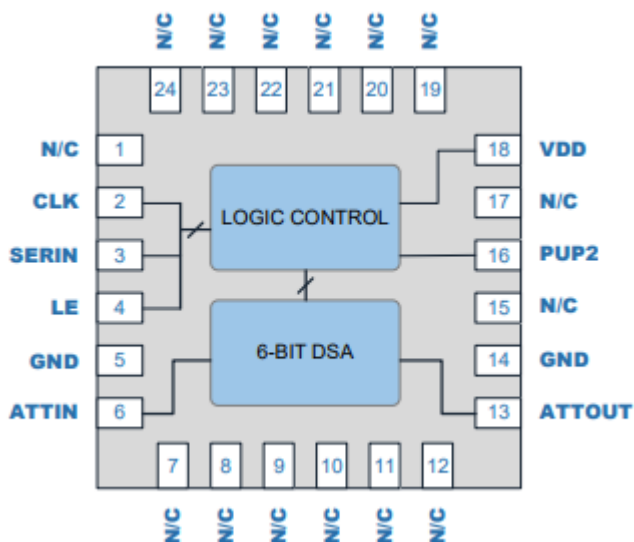 N/C N/C N/C N/C N/C N/C
24 23 22 21 20 19
N/C 1 18 VDD
CLK 2 17 N/C
LOGIC CONTROL
SERIN 3 16 PUP2
LE 4 15 N/C
GND 5 14 GND
6-BIT DSA
ATTIN 6 13 ATTOUT
7 8 9 10 11 12
N/C N/C N/C N/C N/C N/C